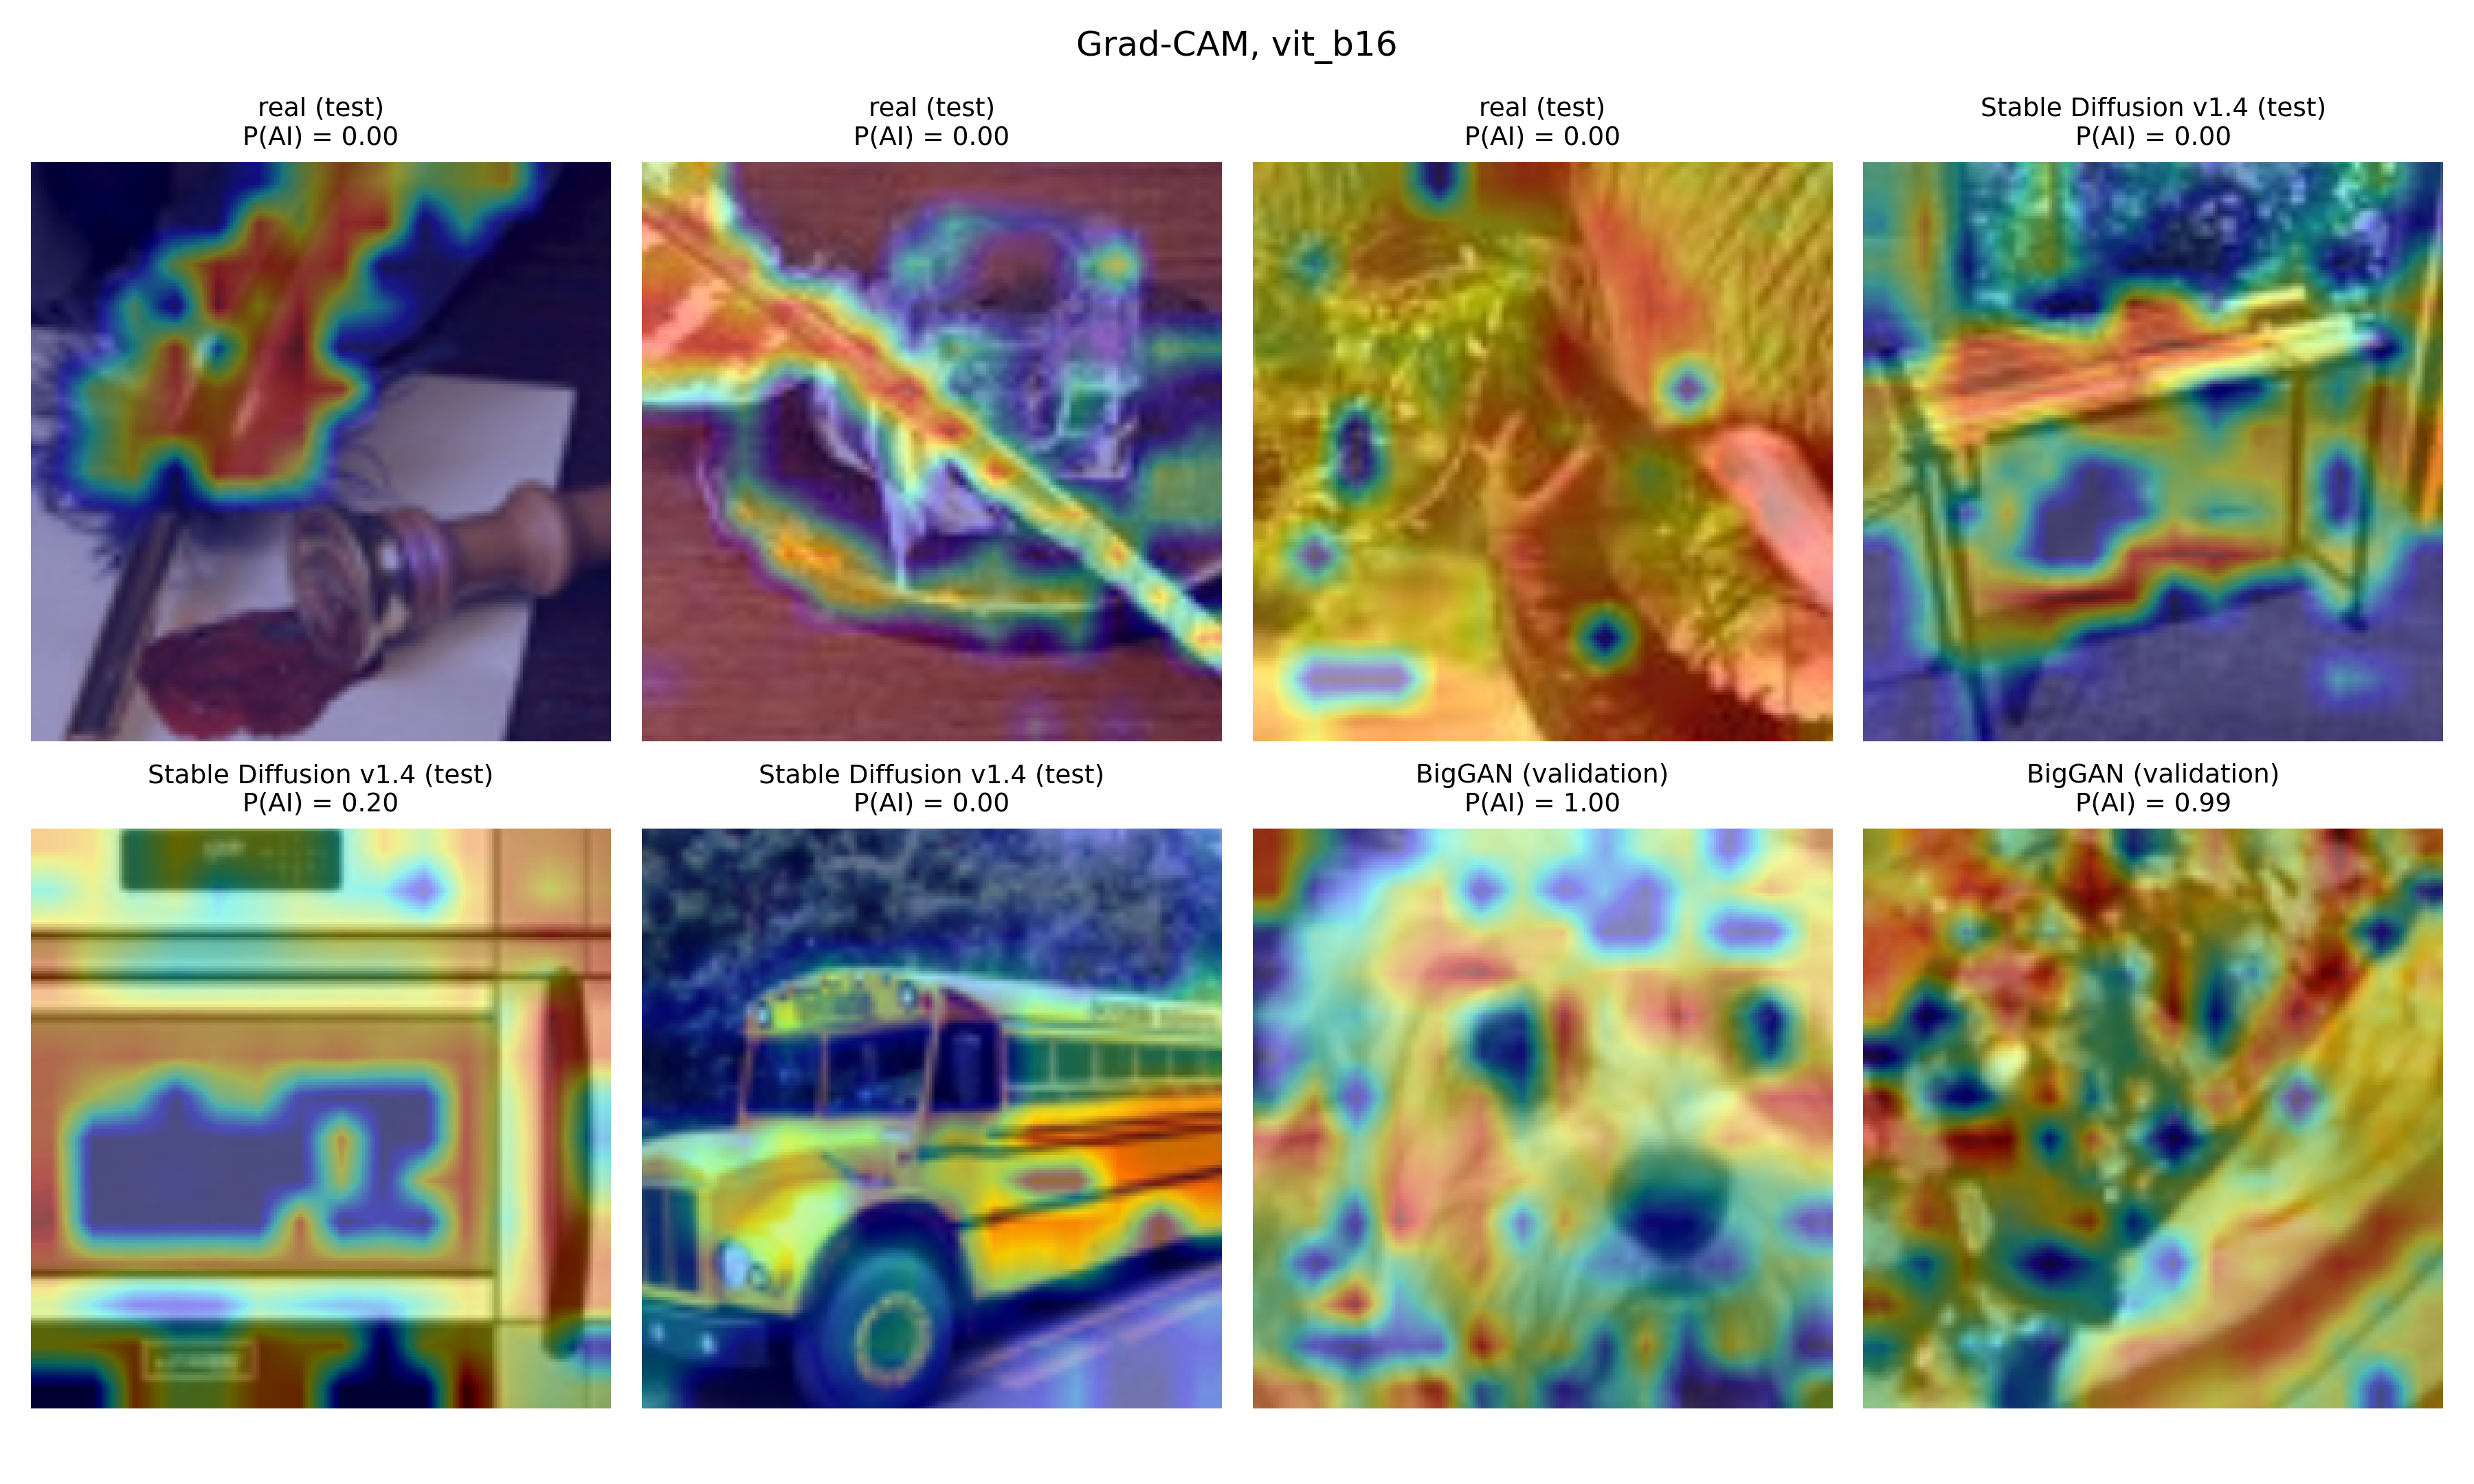 Grad-CAM, vit_b16
real (test)
P(AI) = 0.00
real (test)
P(AI) = 0.00
real (test)
P(AI) = 0.00
Stable Diffusion v1.4 (test)
P(AI) = 0.00
Stable Diffusion v1.4 (test)
P(AI) = 0.20
Stable Diffusion v1.4 (test)
P(AI) = 0.00
BigGAN (validation)
P(AI) = 1.00
BigGAN (validation)
P(AI) = 0.99